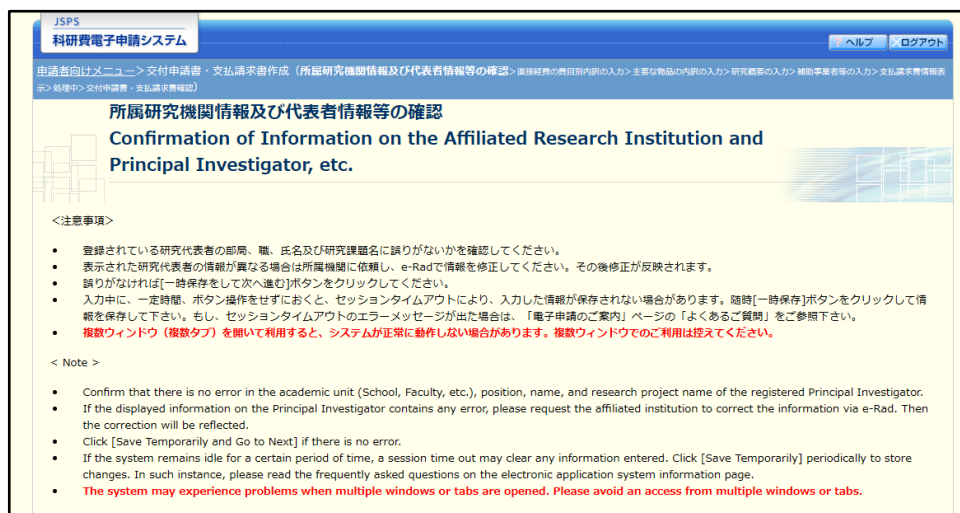 JSPS
科研費電子申請システム
ヘルプ
ログアウト
申請者向けメニュー>交付申請書・支払請求書作成（所属研究機関情報及び代表者情報等の確認>直接経費の費目別内訳の入力>主要な物品の内訳の入力>研究概要の入力>補助事業者等の入力>支払請求書情報表
示>処理中>交付申請書・支払請求書確認）
所属研究機関情報及び代表者情報等の確認
Confirmation of Information on the Affiliated Research Institution and
Principal Investigator, etc.
<注意事項>
• 登録されている研究代表者の部局、職、氏名及び研究課題名に誤りがないかを確認してください。
• 表示された研究代表者の情報が異なる場合は所属機関に依頼し、e-Radで情報を修正してください。その後修正が反映されます。
• 誤りがなければ[一時保存をして次へ進む]ボタンをクリックしてください。
• 入力中に、一定時間、ボタン操作をせずにおくと、セッションタイムアウトにより、入力した情報が保存されない場合があります。随時[一時保存]ボタンをクリックして情
報を保存して下さい。もし、セッションタイムアウトのエラーメッセージが出た場合は、「電子申請のご案内」ページの「よくあるご質問」をご参照下さい。
• 複数ウィンドウ（複数タブ）を開いて利用すると、システムが正常に動作しない場合があります。複数ウィンドウでのご利用は控えてください。
< Note >
• Confirm that there is no error in the academic unit (School, Faculty, etc.), position, name, and research project name of the registered Principal Investigator.
• If the displayed information on the Principal Investigator contains any error, please request the affiliated institution to correct the information via e-Rad. Then
the correction will be reflected.
• Click [Save Temporarily and Go to Next] if there is no error.
• If the system remains idle for a certain period of time, a session time out may clear any information entered. Click [Save Temporarily] periodically to store
changes. In such instance, please read the frequently asked questions on the electronic application system information page.
• The system may experience problems when multiple windows or tabs are opened. Please avoid an access from multiple windows or tabs.